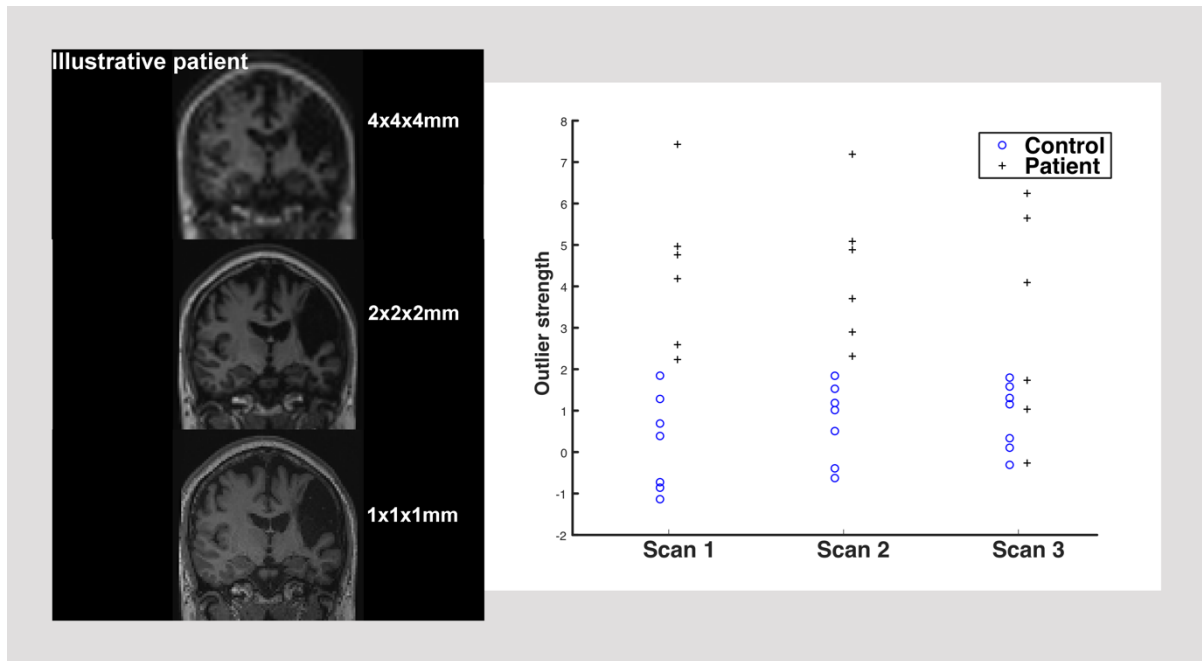 Illustrative patient
4x4x4mm
2x2x2mm
1x1x1mm
8
7
6
5
4
3
2
1
0
-1
-2
Outlier strength
Control
Patient
Scan 1
Scan 2
Scan 3